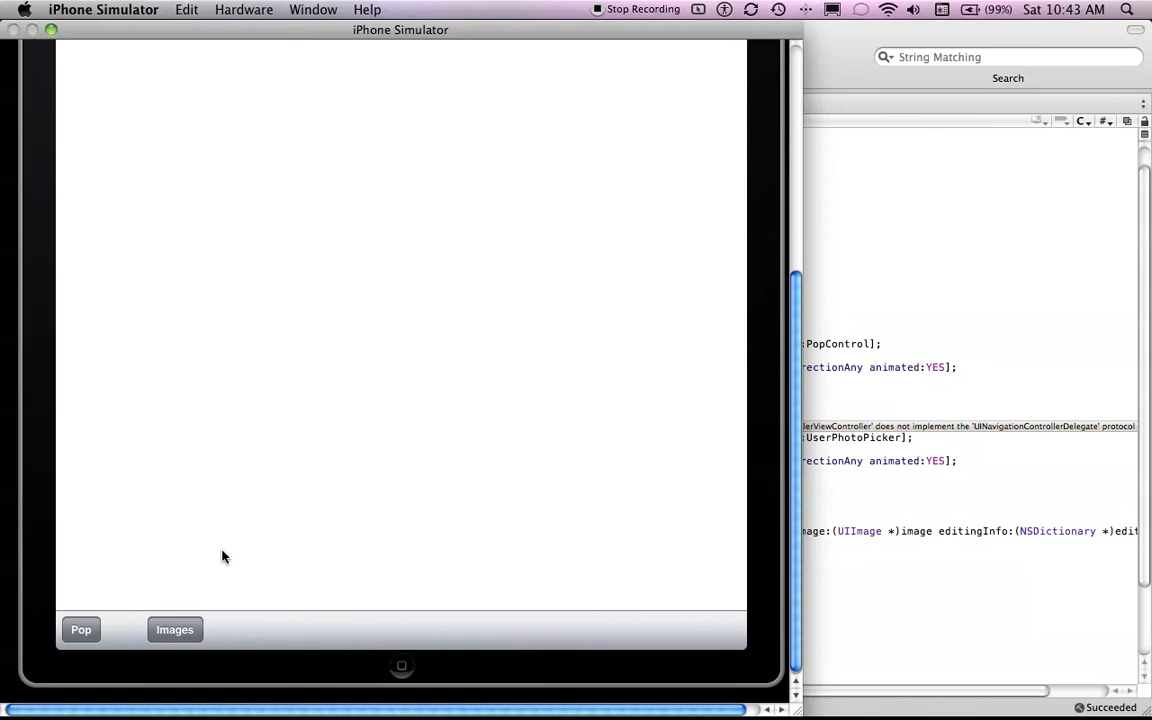 iPhone Simulator Edit Hardware Window Help Stop Recording (99%) Sat 10:43 AM
iPhone Simulator
String Matching
Search
C #
:PopControl];
rectionAny animated:YES];
lerViewController' does not implement the 'UINavigationControllerDelegate' protocol
:UserPhotoPicker];
rectionAny animated:YES];
mage:(UIImage *)image editingInfo:(NSDictionary *)edit
Pop Images
Succeeded